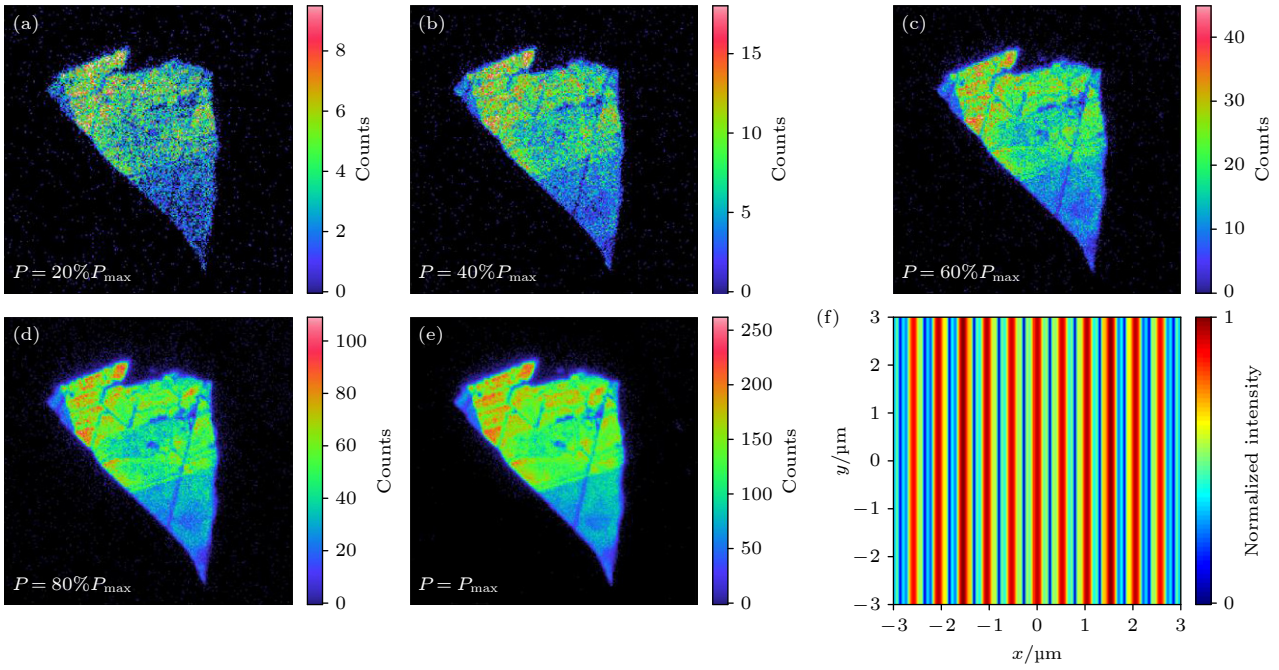 (a)
P = 20%P_max
8
6
4
2
0
Counts
(b)
P = 40%P_max
15
10
5
0
Counts
(c)
P = 60%P_max
40
30
20
10
0
Counts
(d)
P = 80%P_max
100
80
60
40
20
0
Counts
(e)
P = P_max
250
200
150
100
50
0
Counts
(f)
3
2
1
0
−1
−2
−3
y/μm
−3 −2 −1 0 1 2 3
x/μm
1
0
Normalized intensity